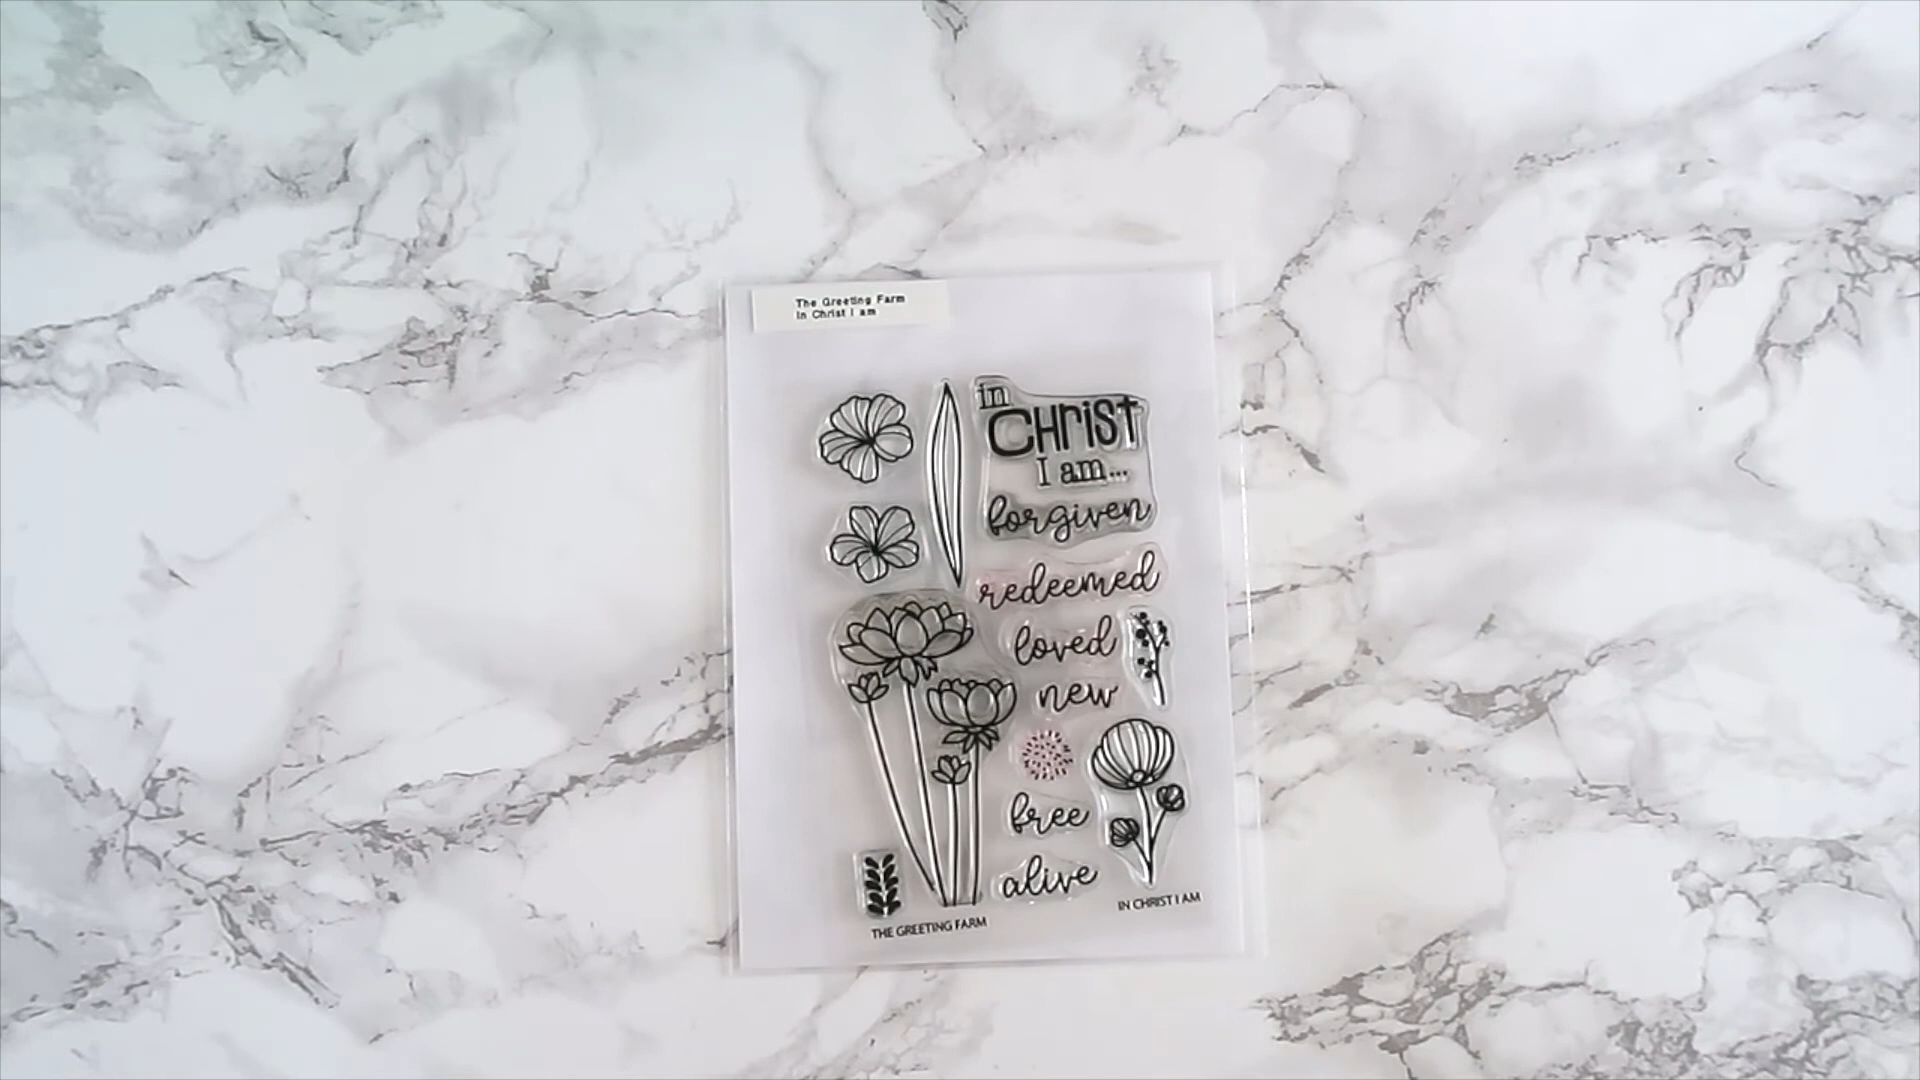 The Greeting Farm
In Christ I am
in
CHRIST
I am...
forgiven
redeemed
loved
new
free
alive
THE GREETING FARM
IN CHRIST I AM